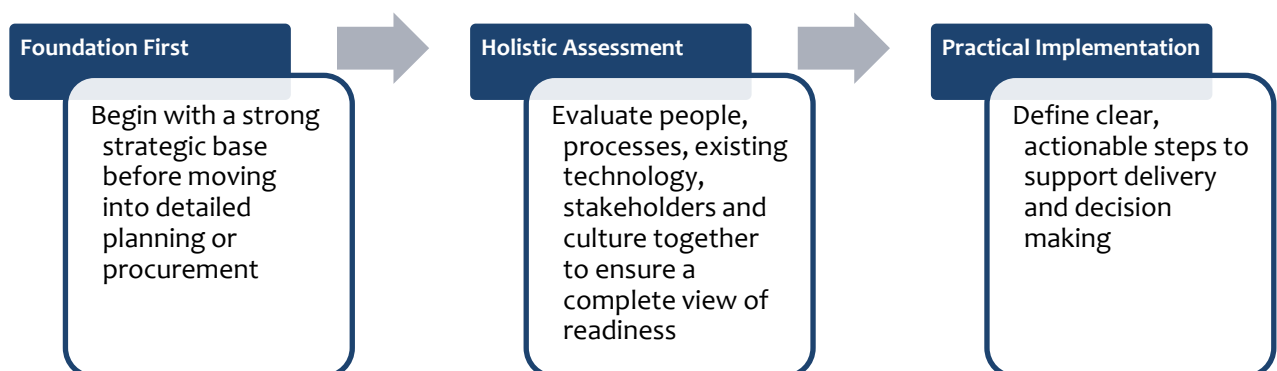 Foundation First
Begin with a strong
strategic base
before moving
into detailed
planning or
procurement
Holistic Assessment
Evaluate people,
processes, existing
technology,
stakeholders and
culture together
to ensure a
complete view of
readiness
Practical Implementation
Define clear,
actionable steps to
support delivery
and decision
making